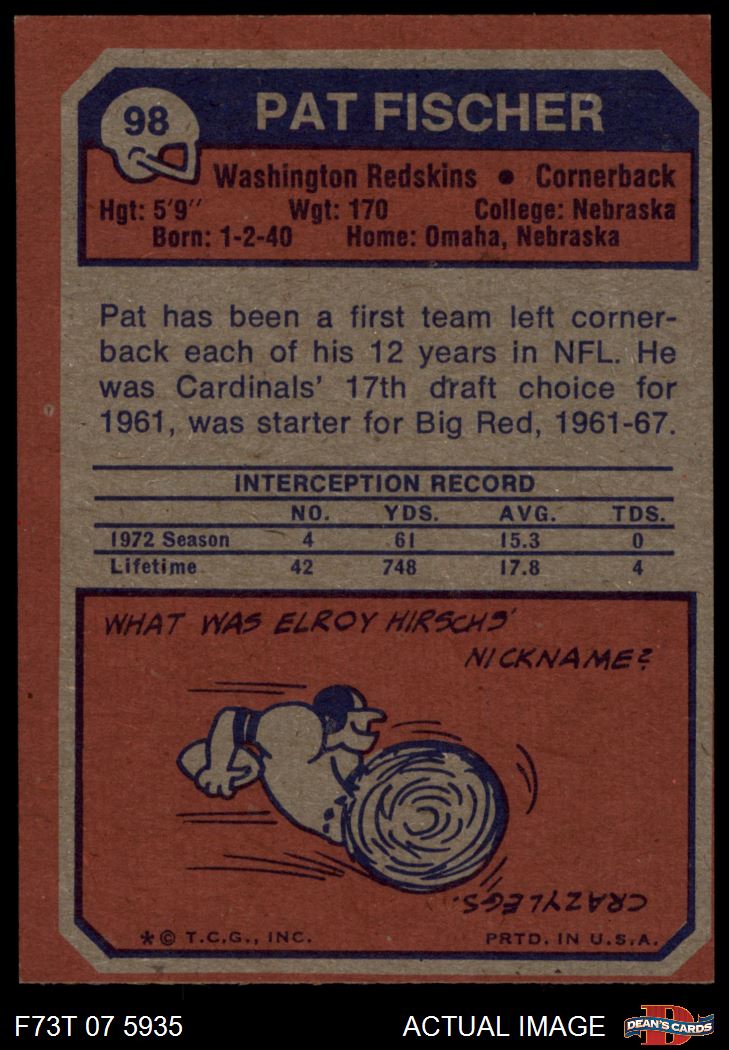 98
PAT FISCHER
Washington Redskins • Cornerback
Hgt: 5'9" Wgt: 170 College: Nebraska
Born: 1-2-40 Home: Omaha, Nebraska
Pat has been a first team left corner-
back each of his 12 years in NFL. He
was Cardinals' 17th draft choice for
1961, was starter for Big Red, 1961-67.
INTERCEPTION RECORD
NO. YDS. AVG. TDS.
1972 Season 4 61 15.3 0
Lifetime 42 748 17.8 4
WHAT WAS ELROY HIRSCHS'
NICKNAME?
CRAZYLEGS.
*© T.C.G., INC. PRTD. IN U.S.A.
F73T 07 5935 ACTUAL IMAGE D DEAN'S CARDS